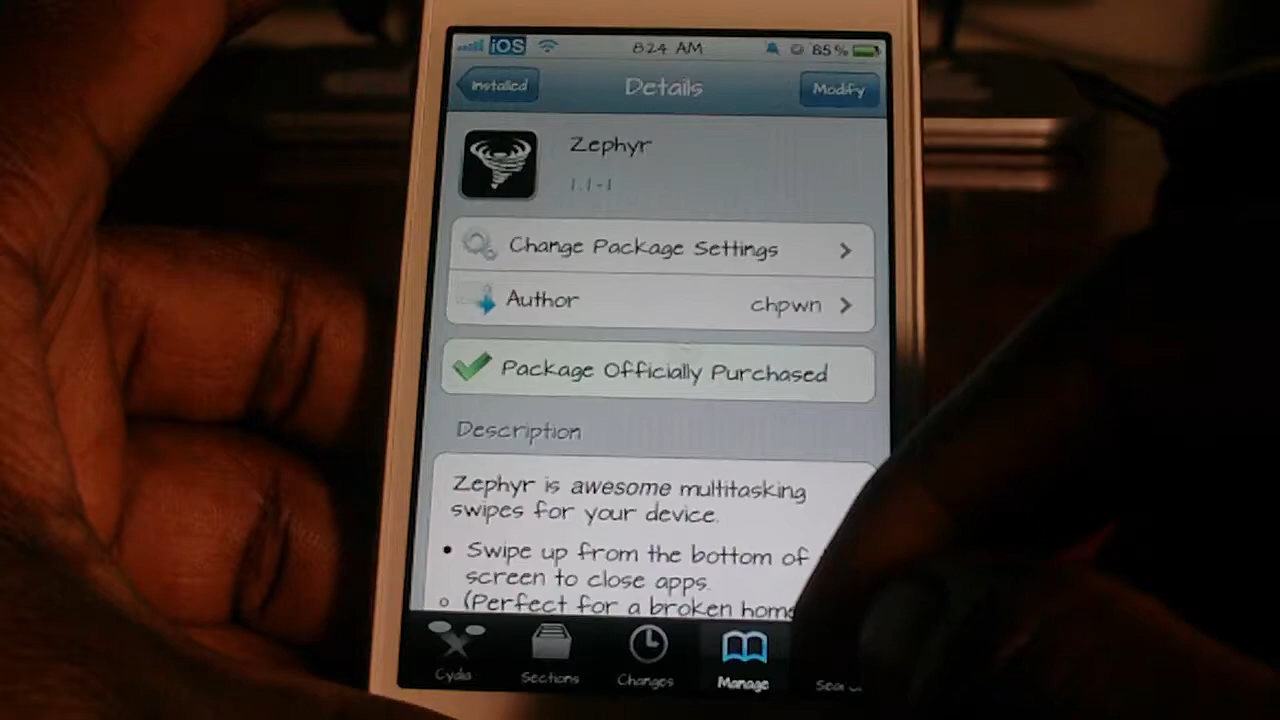 iOS 8:24 AM 85%
Installed Details Modify
Zephyr
1.1-1
Change Package Settings
Author chpwn
Package Officially Purchased
Description
Zephyr is awesome multitasking
swipes for your device.
• Swipe up from the bottom of
screen to close apps.
o (Perfect for a broken home
Cydia Sections Changes Manage